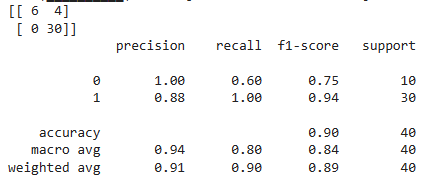 [[ 6  4]
 [ 0 30]]
precision    recall  f1-score   support
0       1.00      0.60      0.75        10
1       0.88      1.00      0.94        30
accuracy                           0.90        40
macro avg       0.94      0.80      0.84        40
weighted avg       0.91      0.90      0.89        40